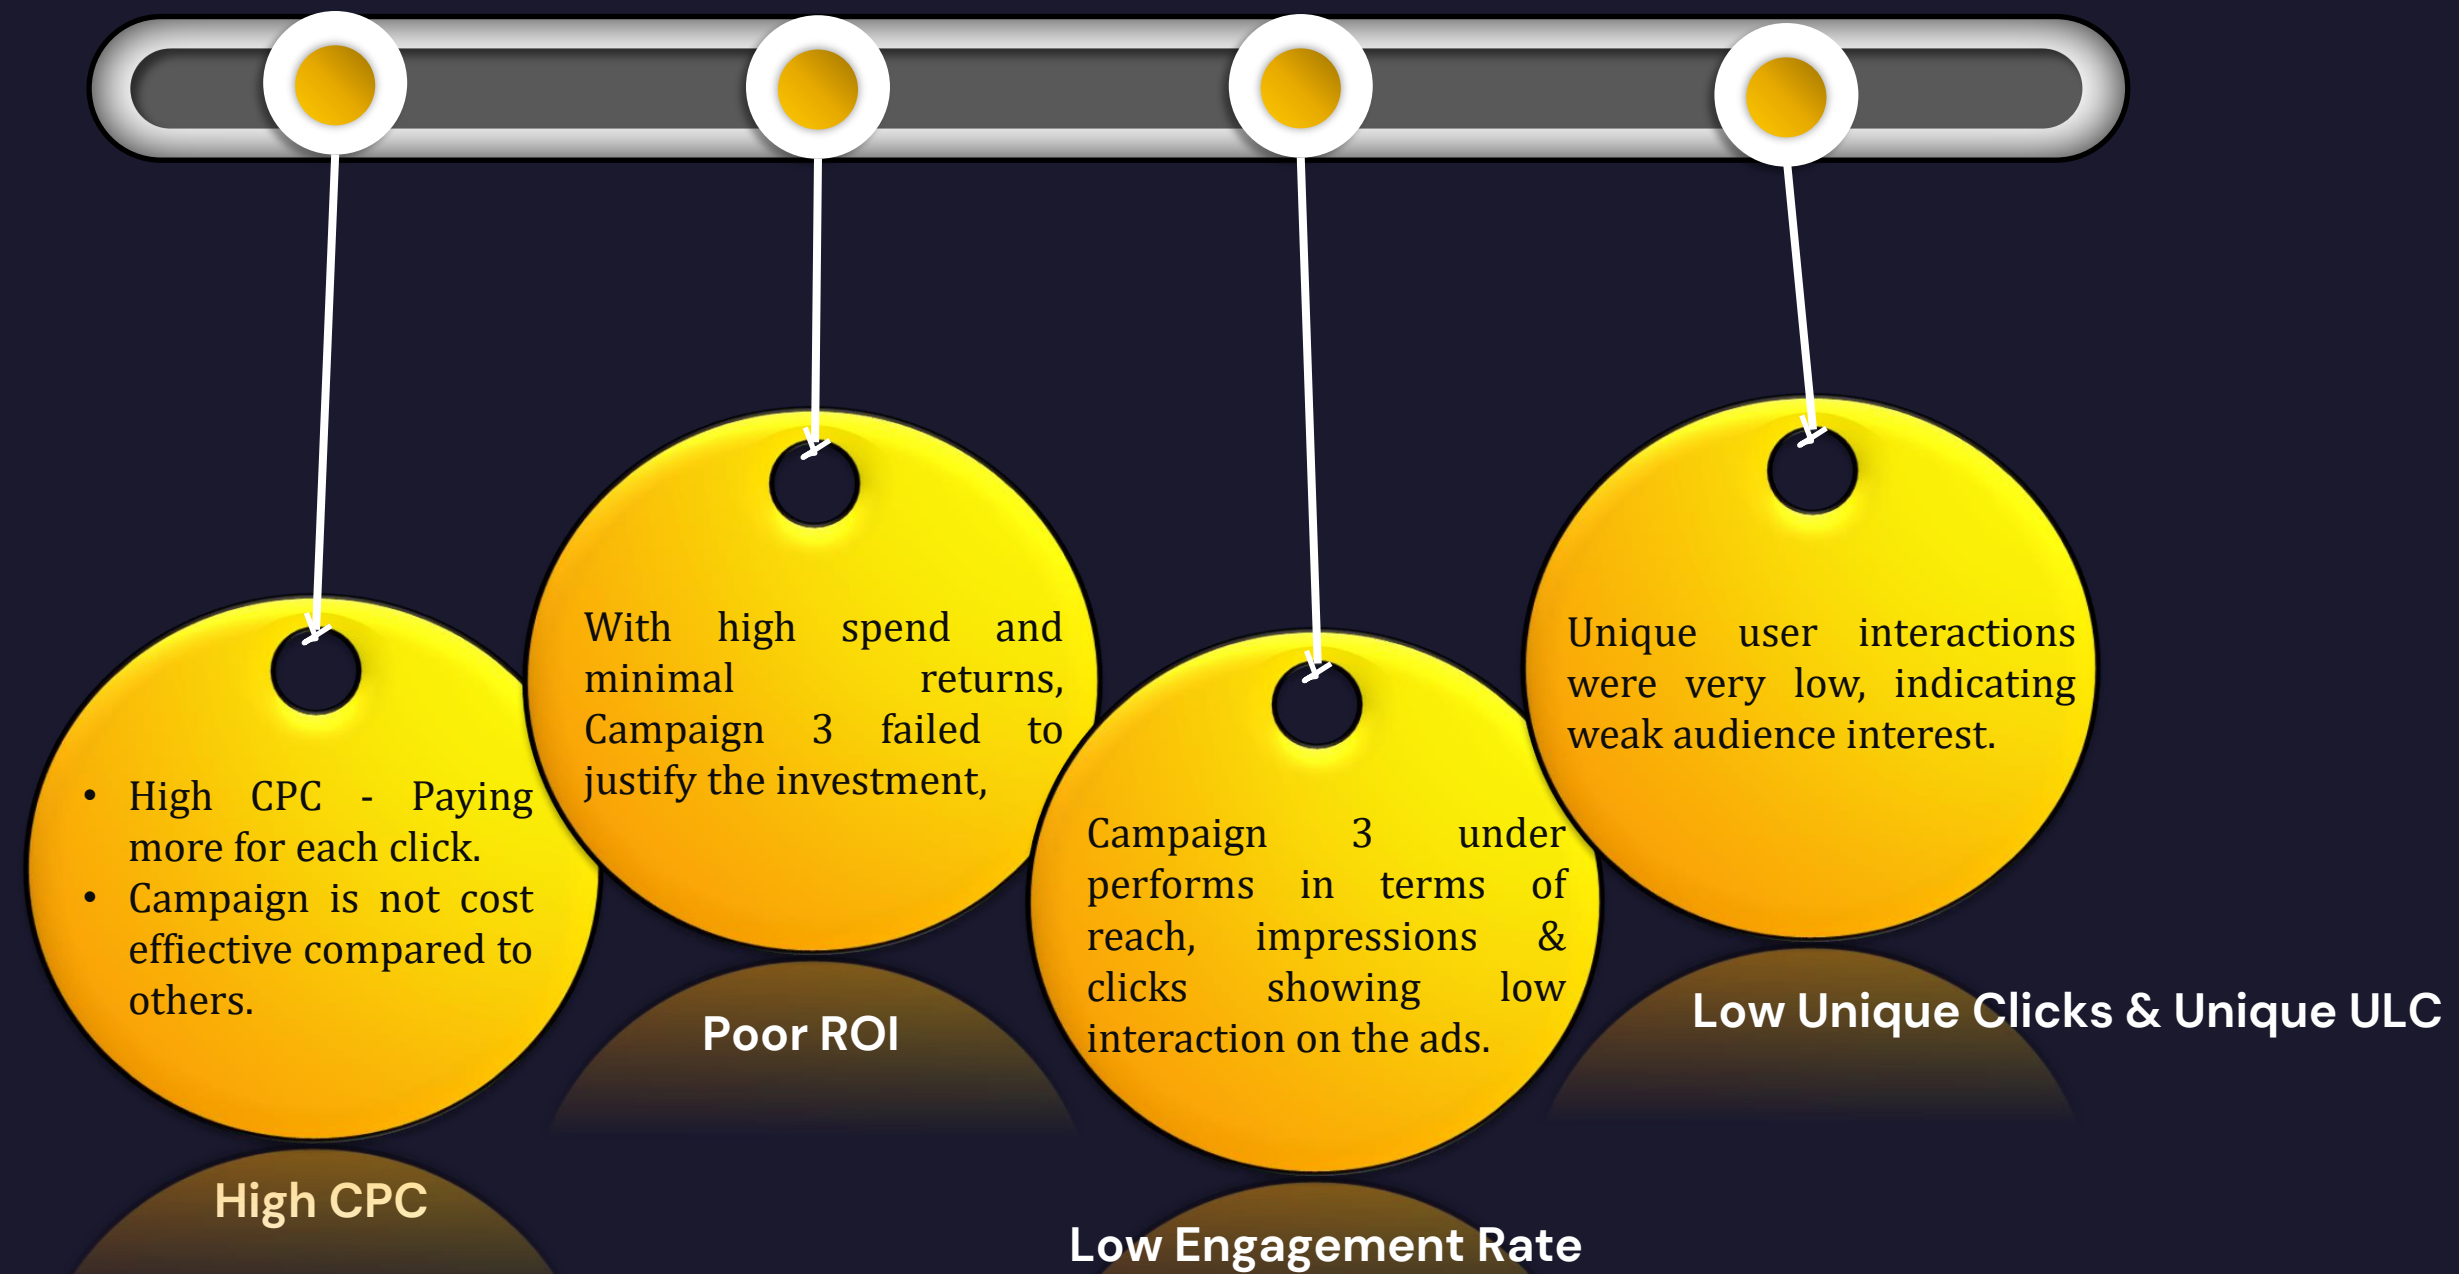 • High CPC - Paying
more for each click.
• Campaign is not cost
effiective compared to
others.
High CPC
With high spend and
minimal returns,
Campaign 3 failed to
justify the investment,
Poor ROI
Campaign 3 under
performs in terms of
reach, impressions &
clicks showing low
interaction on the ads.
Low Engagement Rate
Unique user interactions
were very low, indicating
weak audience interest.
Low Unique Clicks & Unique ULC